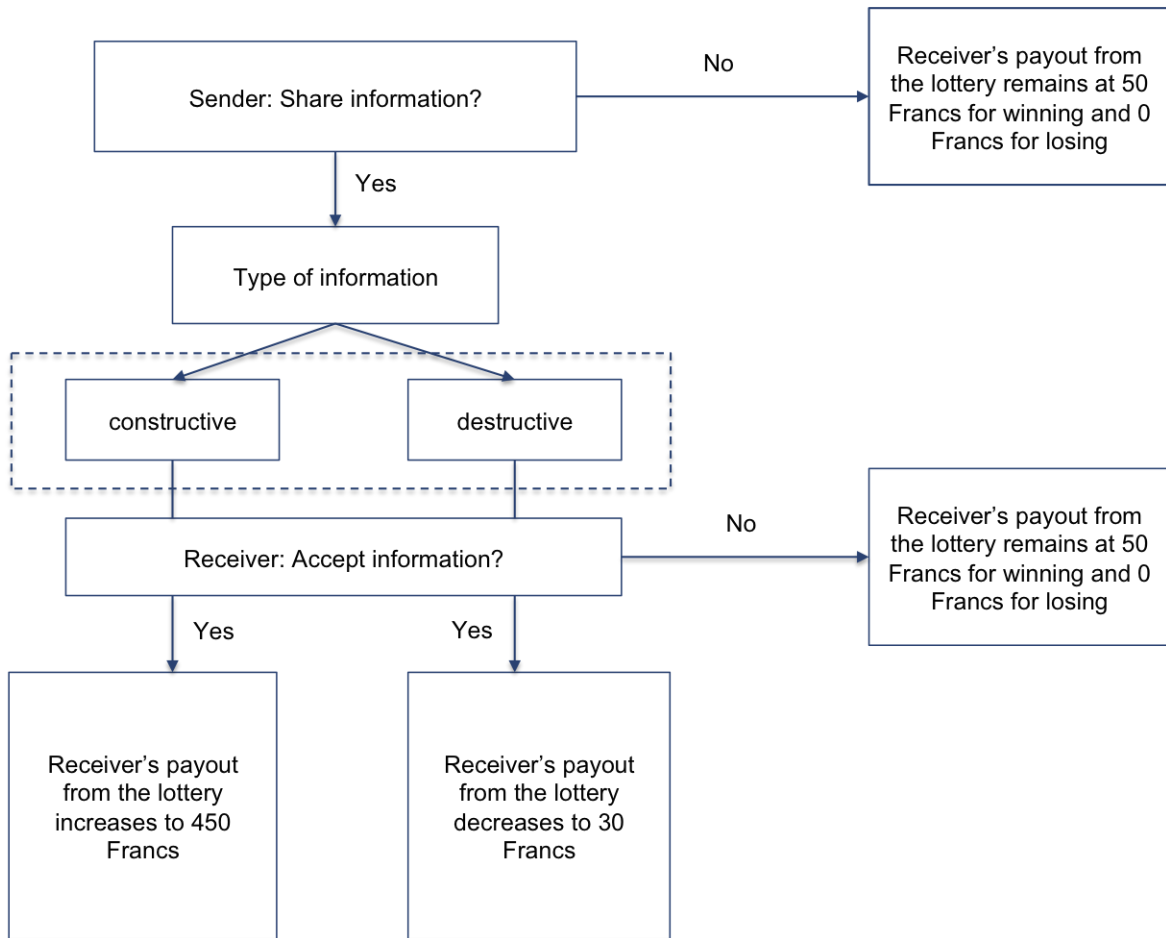 Sender: Share information?
No
Receiver’s payout from
the lottery remains at 50
Francs for winning and 0
Francs for losing
Yes
Type of information
constructive
destructive
Receiver: Accept information?
No
Receiver’s payout from
the lottery remains at 50
Francs for winning and 0
Francs for losing
Yes
Yes
Receiver’s payout
from the lottery
increases to 450
Francs
Receiver’s payout
from the lottery
decreases to 30
Francs